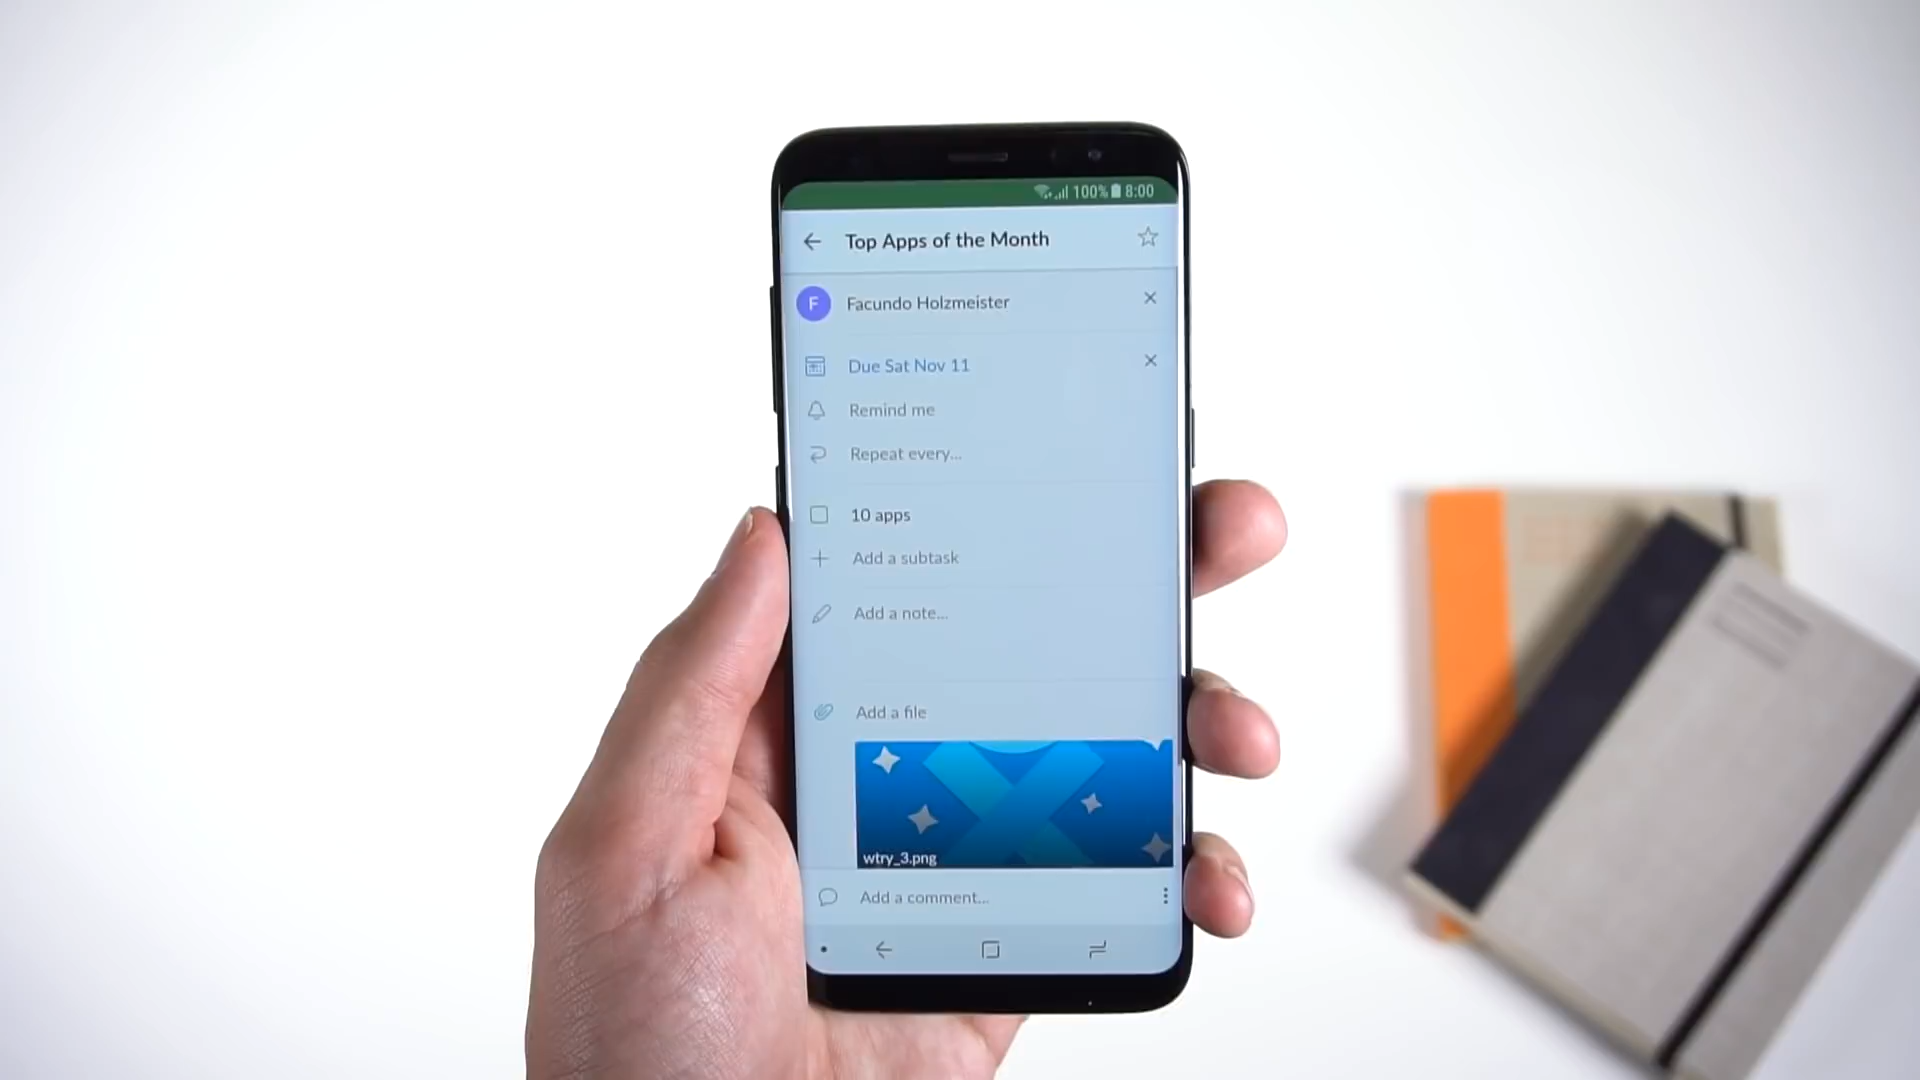 100% 8:00
Top Apps of the Month
F Facundo Holzmeister
Due Sat Nov 11
Remind me
Repeat every...
10 apps
Add a subtask
Add a note...
Add a file
wtry_3.png
Add a comment...